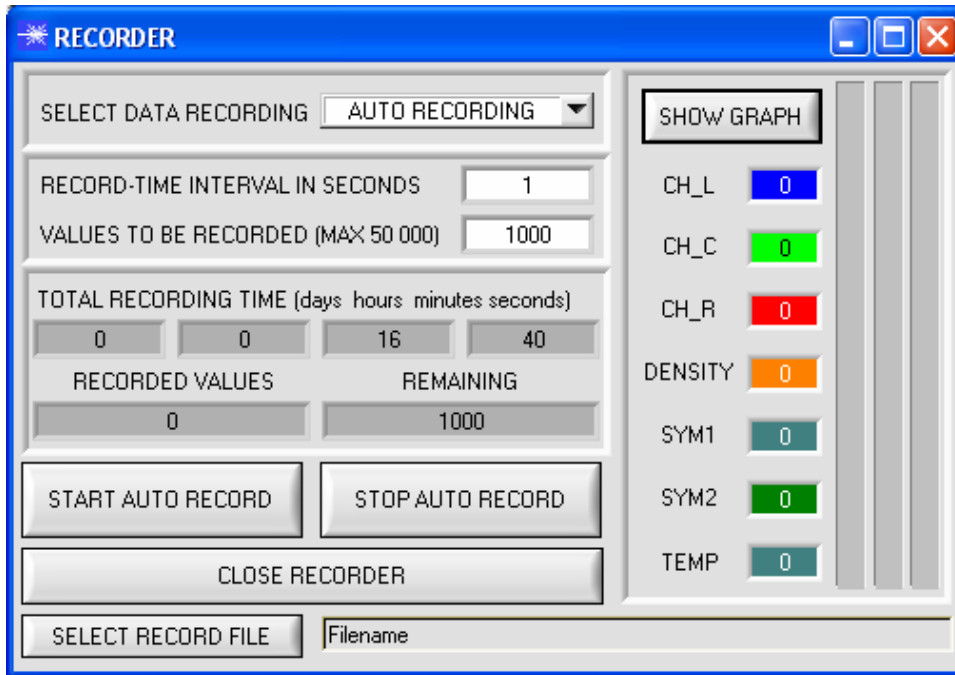 RECORDER
SELECT DATA RECORDING AUTO RECORDING
RECORD-TIME INTERVAL IN SECONDS 1
VALUES TO BE RECORDED (MAX 50 000) 1000
TOTAL RECORDING TIME (days hours minutes seconds)
0 0 16 40
RECORDED VALUES REMAINING
0 1000
START AUTO RECORD STOP AUTO RECORD
CLOSE RECORDER
SELECT RECORD FILE Filename
SHOW GRAPH
CH_L 0
CH_C 0
CH_R 0
DENSITY 0
SYM1 0
SYM2 0
TEMP 0